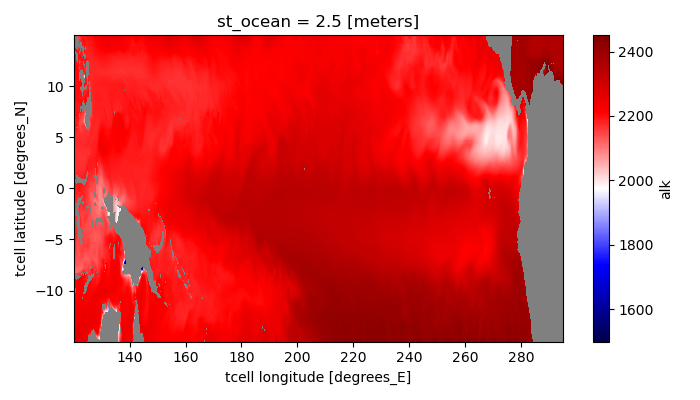 st_ocean = 2.5 [meters]
10
5
0
−5
−10
tcell latitude [degrees_N]
140 160 180 200 220 240 260 280
tcell longitude [degrees_E]
2400
2200
2000
1800
1600
alk